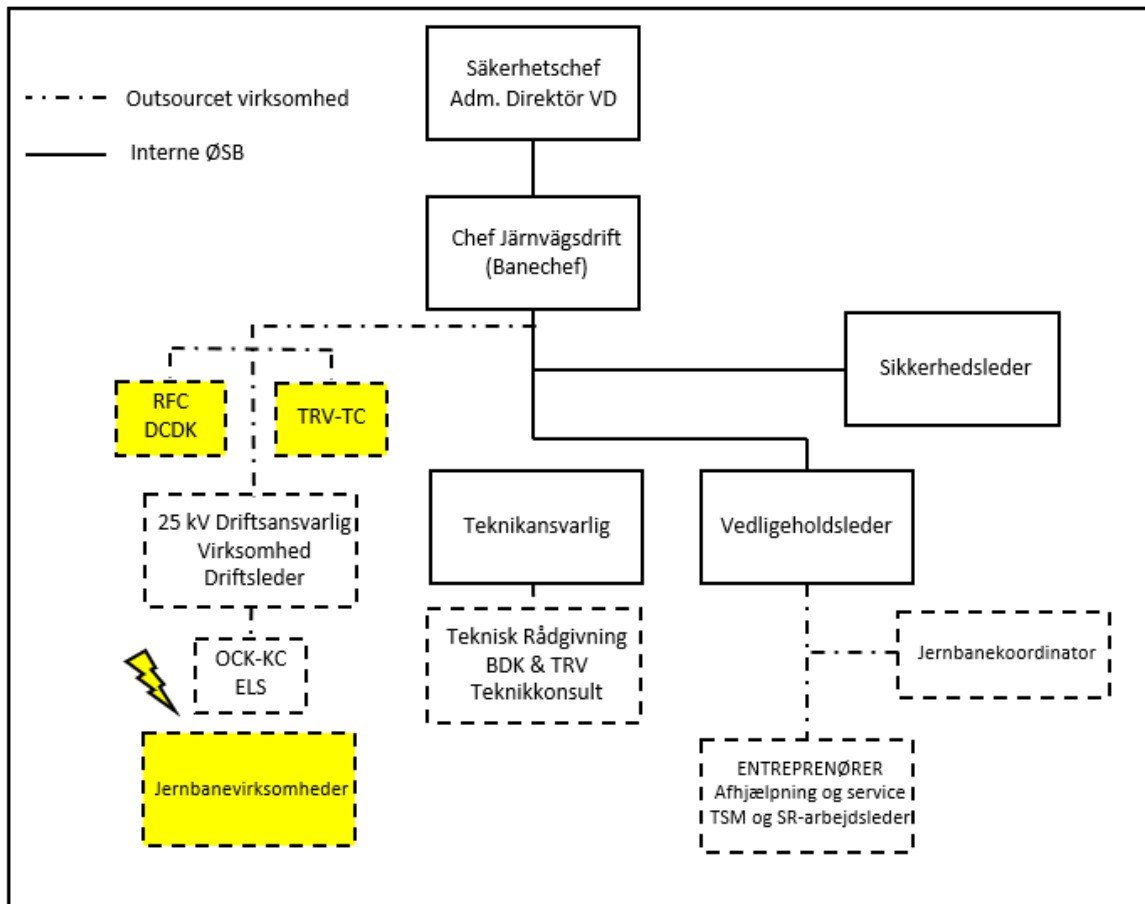 Säkerhetschef
Adm. Direktör VD
Outsourcet virksomhed
Interne ØSB
Chef Järnvägsdrift
(Banechef)
Sikkerhedsleder
RFC
DCDK
TRV-TC
25 kV Driftsansvarlig
Virksomhed
Driftsleder
Teknikansvarlig
Vedligeholdsleder
OCK-KC
ELS
Teknisk Rådgivning
BDK & TRV
Teknikkonsult
Jernbanekoordinator
Jernbanevirksomheder
ENTREPRENØRER
Afhjælpning og service
TSM og SR-arbejdsleder